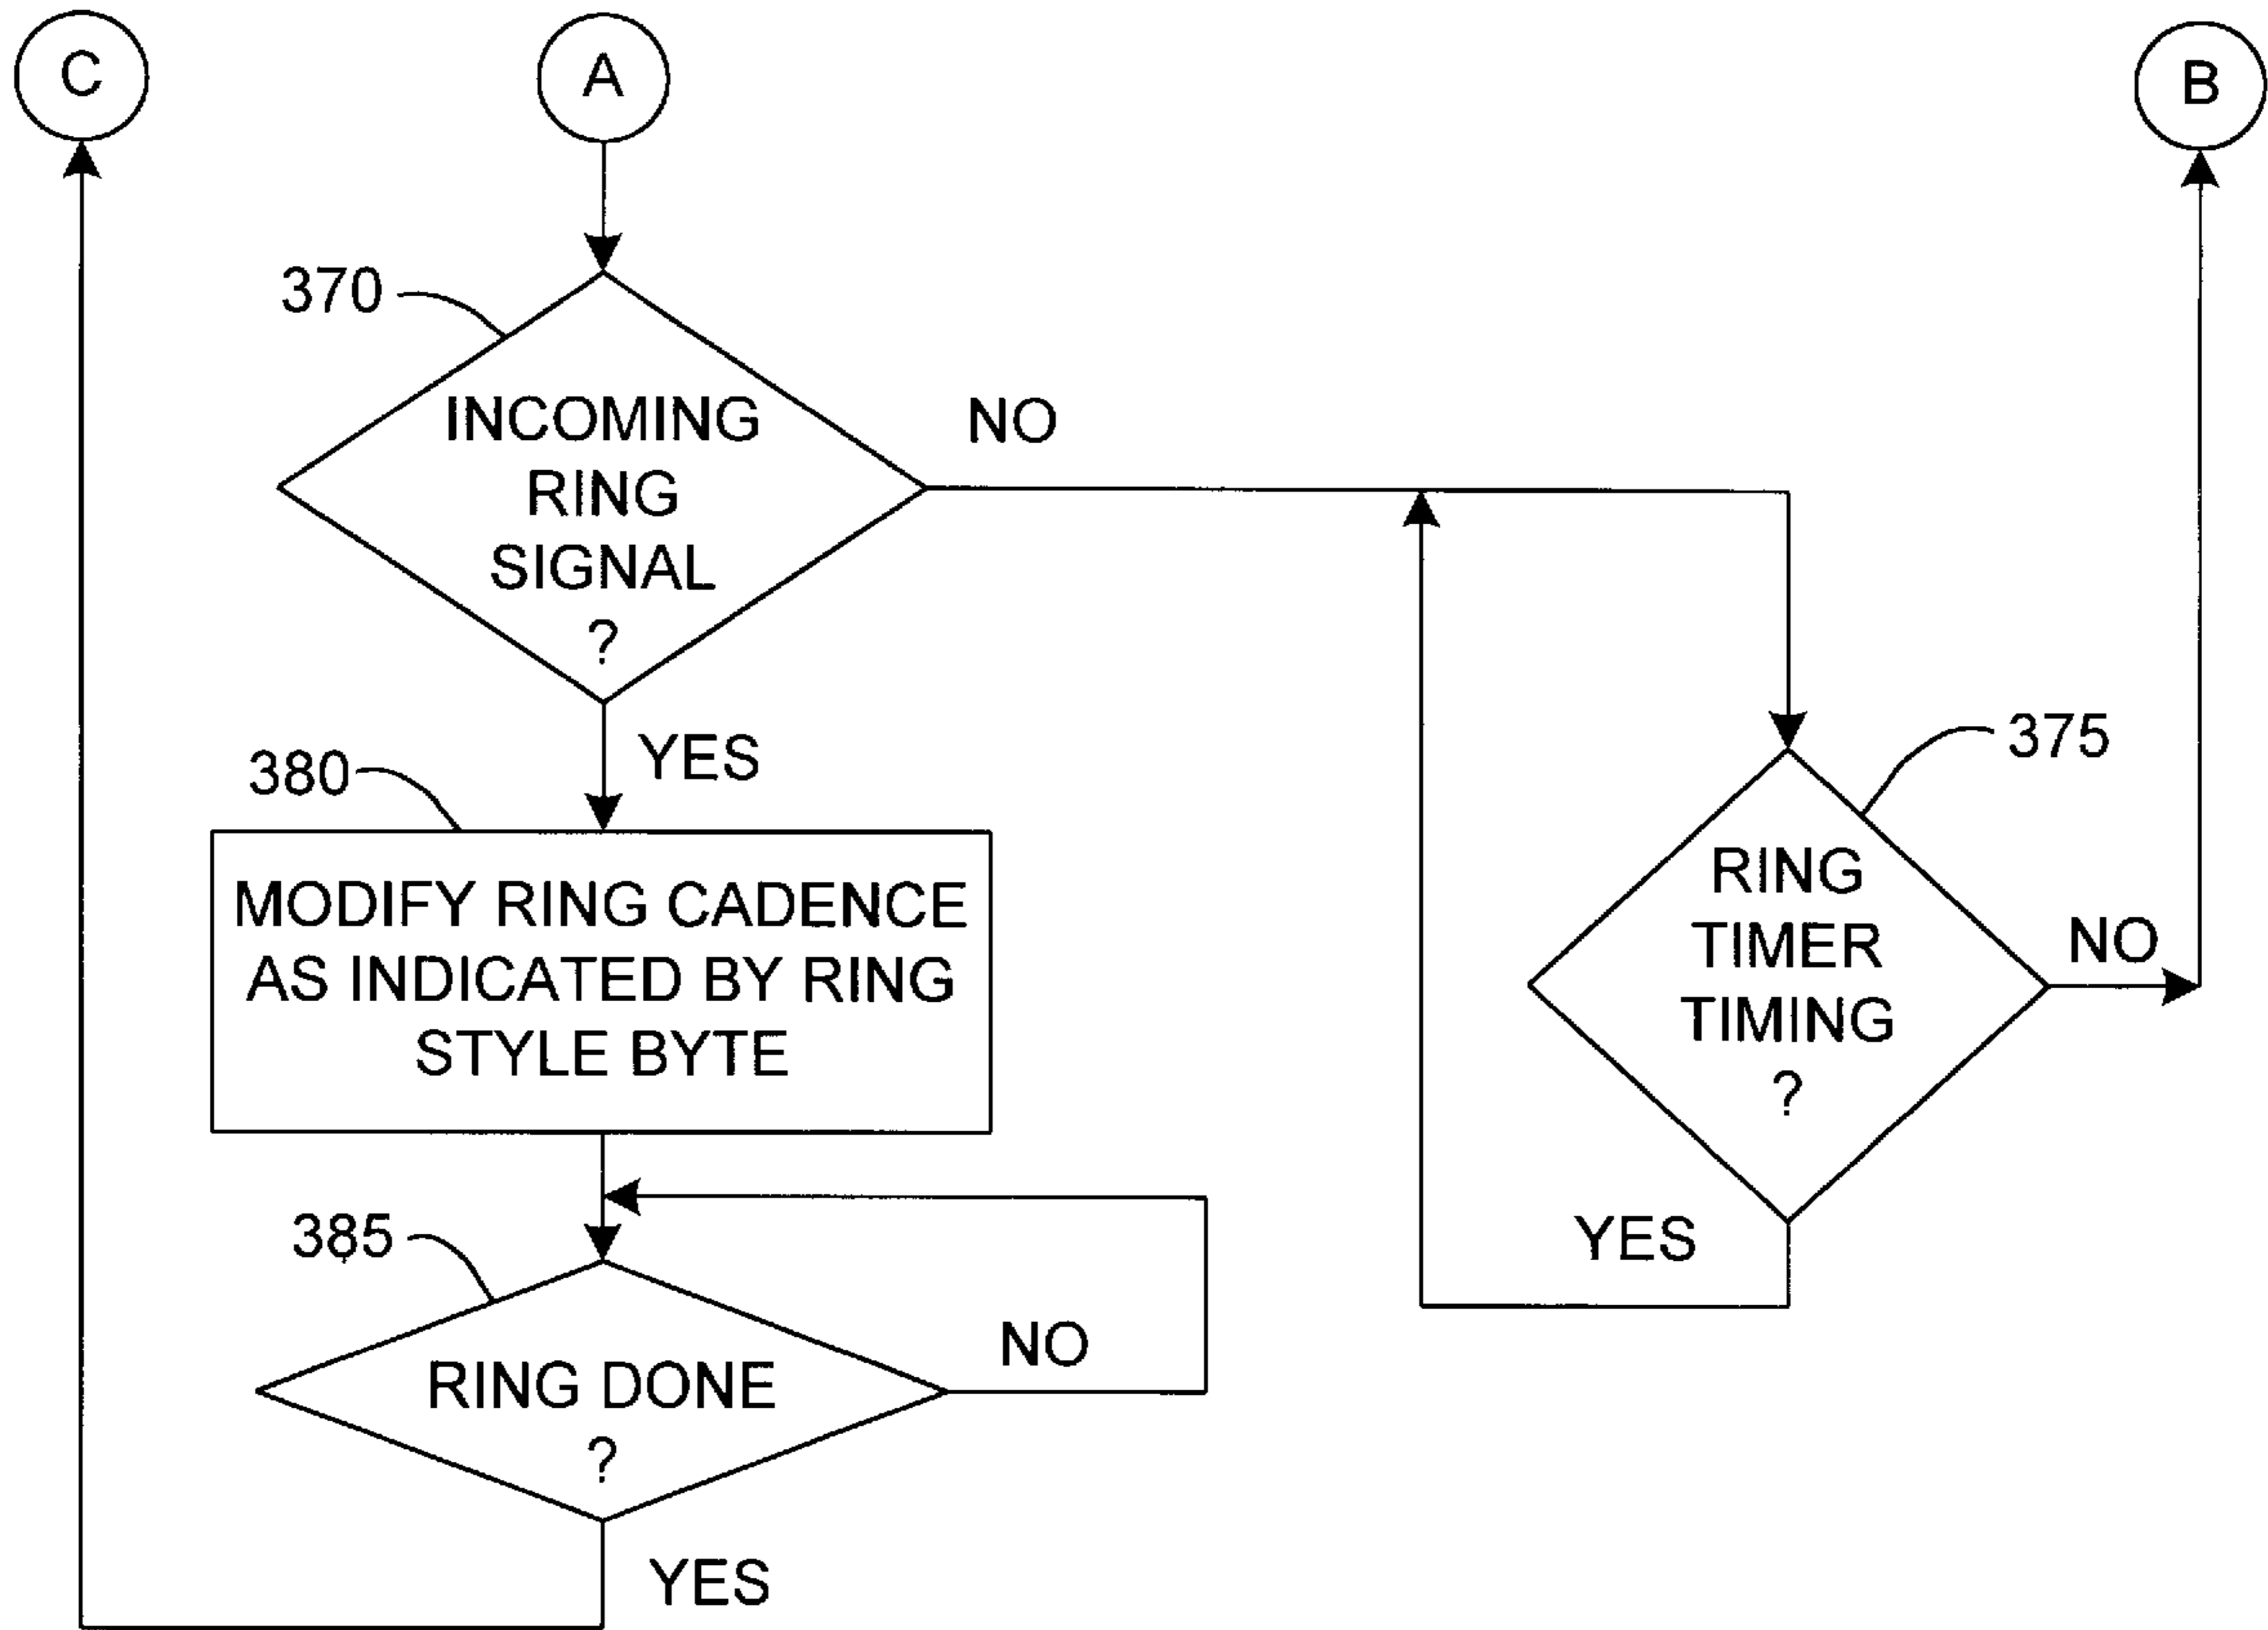 C
A
B
370
INCOMING
RING
SIGNAL
?
NO
YES
380
MODIFY RING CADENCE
AS INDICATED BY RING
STYLE BYTE
375
RING
TIMER
TIMING
?
NO
YES
385
RING DONE
?
NO
YES